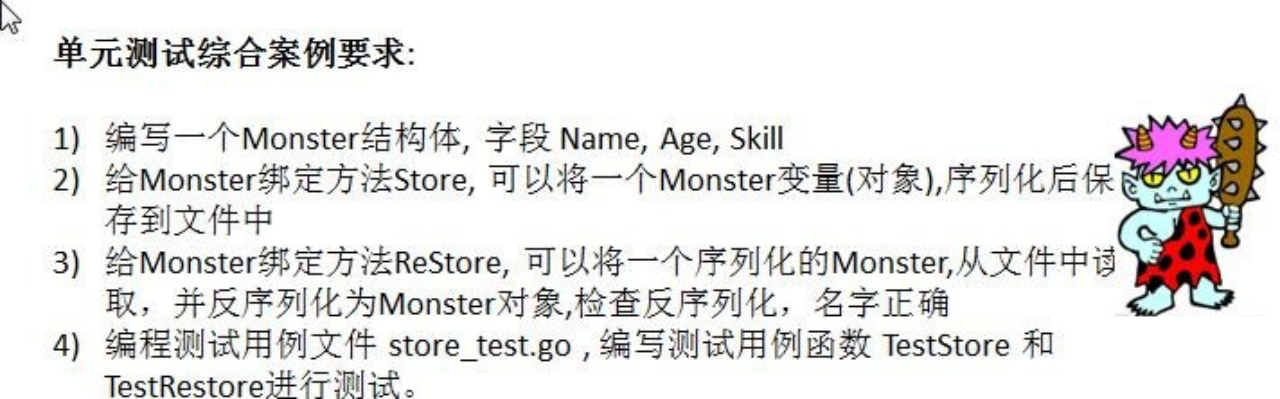 单元测试综合案例要求:
1) 编写一个Monster结构体, 字段 Name, Age, Skill
2) 给Monster绑定方法Store, 可以将一个Monster变量(对象),序列化后保
存到文件中
3) 给Monster绑定方法ReStore, 可以将一个序列化的Monster,从文件中读
取，并反序列化为Monster对象,检查反序列化，名字正确
4) 编程测试用例文件 store_test.go , 编写测试用例函数 TestStore 和
TestRestore进行测试。